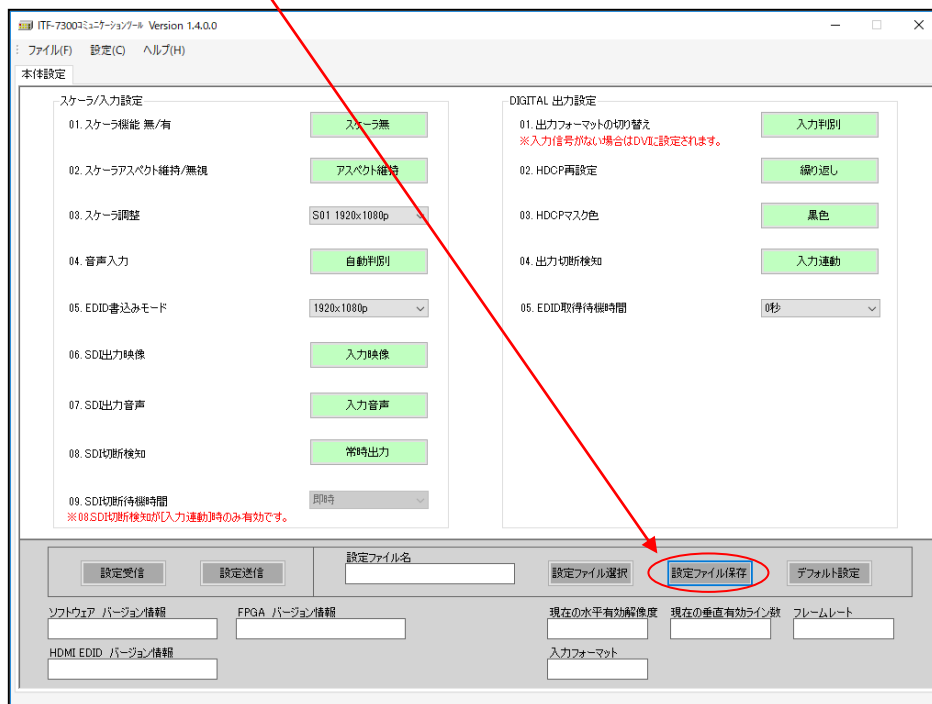 ITF-7300ｺﾐｭﾆｹｰｼｮﾝﾂｰﾙ Version 1.4.0.0
ファイル(F) 設定(C) ヘルプ(H)
本体設定
スケーラ/入力設定
01. スケーラ機能 無/有 スケーラ無
02. スケーラアスペクト維持/無視 アスペクト維持
03. スケーラ調整 S01 1920x1080p
04. 音声入力 自動判別
05. EDID書込みモード 1920x1080p
06. SDI出力映像 入力映像
07. SDI出力音声 入力音声
08. SDI切断検知 常時出力
09. SDI切断待機時間 即時
※08.SDI切断検知が[入力連動]時のみ有効です。
DIGITAL 出力設定
01. 出力フォーマットの切り替え 入力判別
※入力信号がない場合はDVIに設定されます。
02. HDCP再設定 繰り返し
03. HDCPマスク色 黒色
04. 出力切断検知 入力連動
05. EDID取得待機時間 0秒
設定ファイル名
設定受信 設定送信 設定ファイル選択 設定ファイル保存 デフォルト設定
ソフトウェア バージョン情報 FPGA バージョン情報 現在の水平有効解像度 現在の垂直有効ライン数 フレームレート
HDMI EDID バージョン情報 入力フォーマット